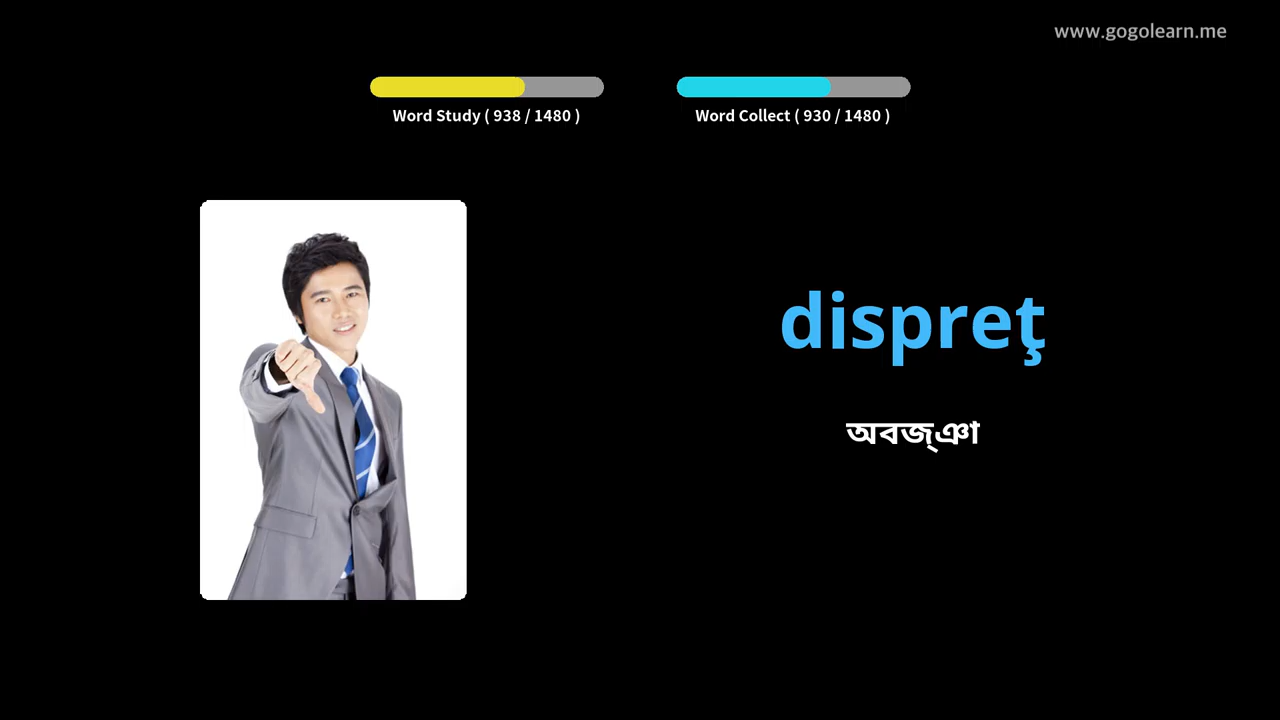 www.gogolearn.me
Word Study ( 938 / 1480 )
Word Collect ( 930 / 1480 )
dispreţ
অবজ্ঞা